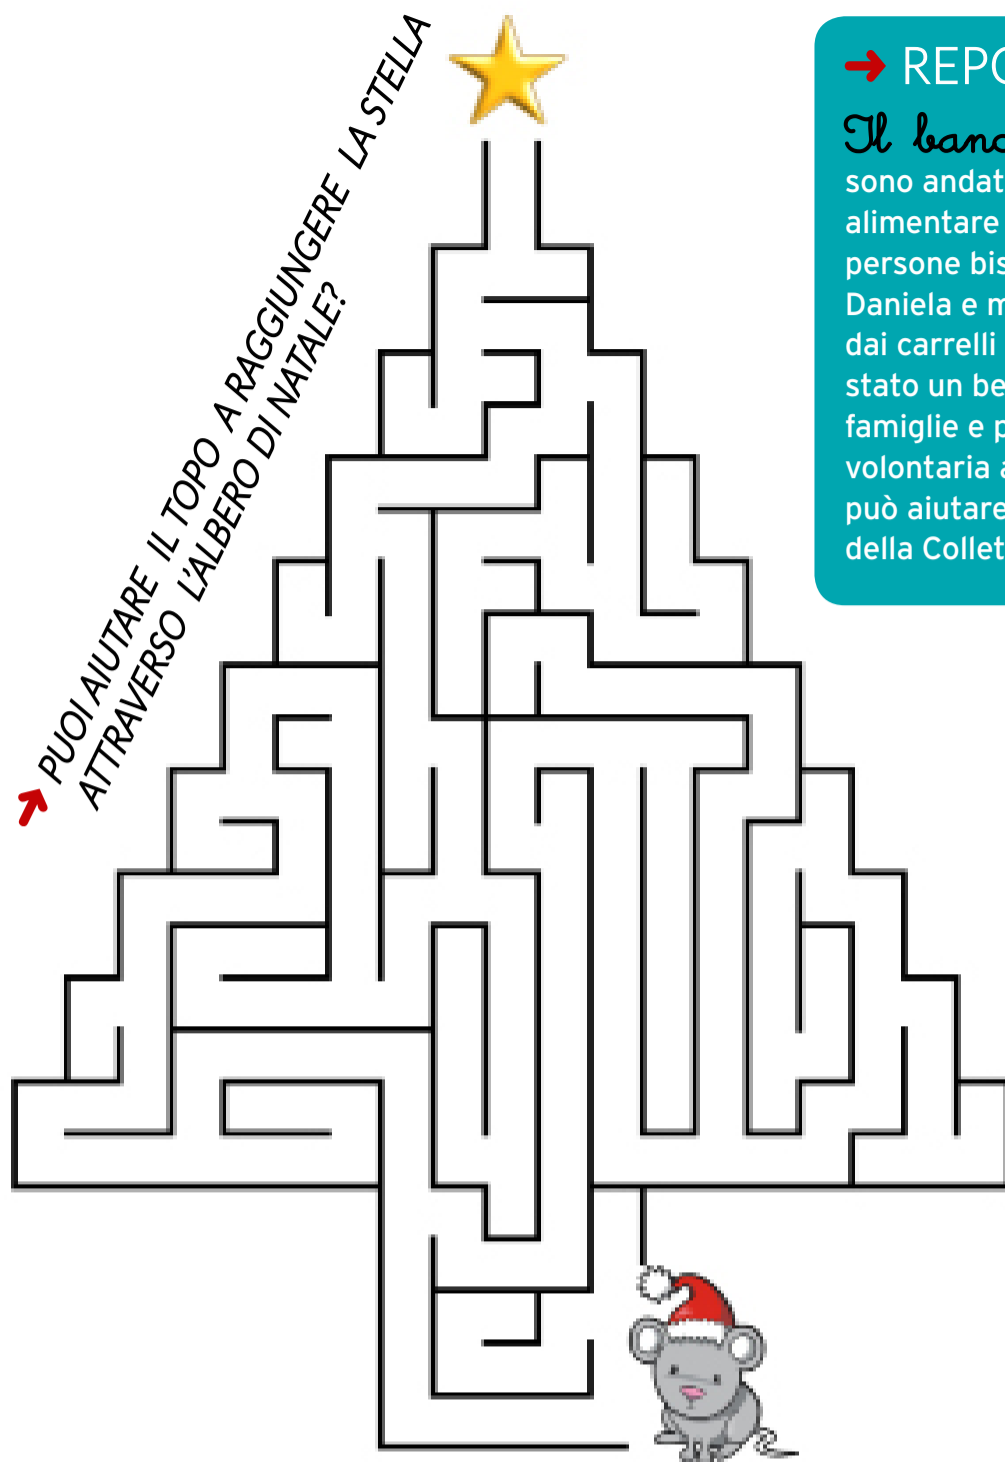 PUOI AIUTARE IL TOPO A RAGGIUNGERE LA STELLA
ATTRAVERSO L'ALBERO DI NATALE?
REPO
Il banc
sono andat
alimentare
persone bis
Daniela e m
dai carrelli
stato un be
famiglie e p
volontaria a
può aiutare
della Collet